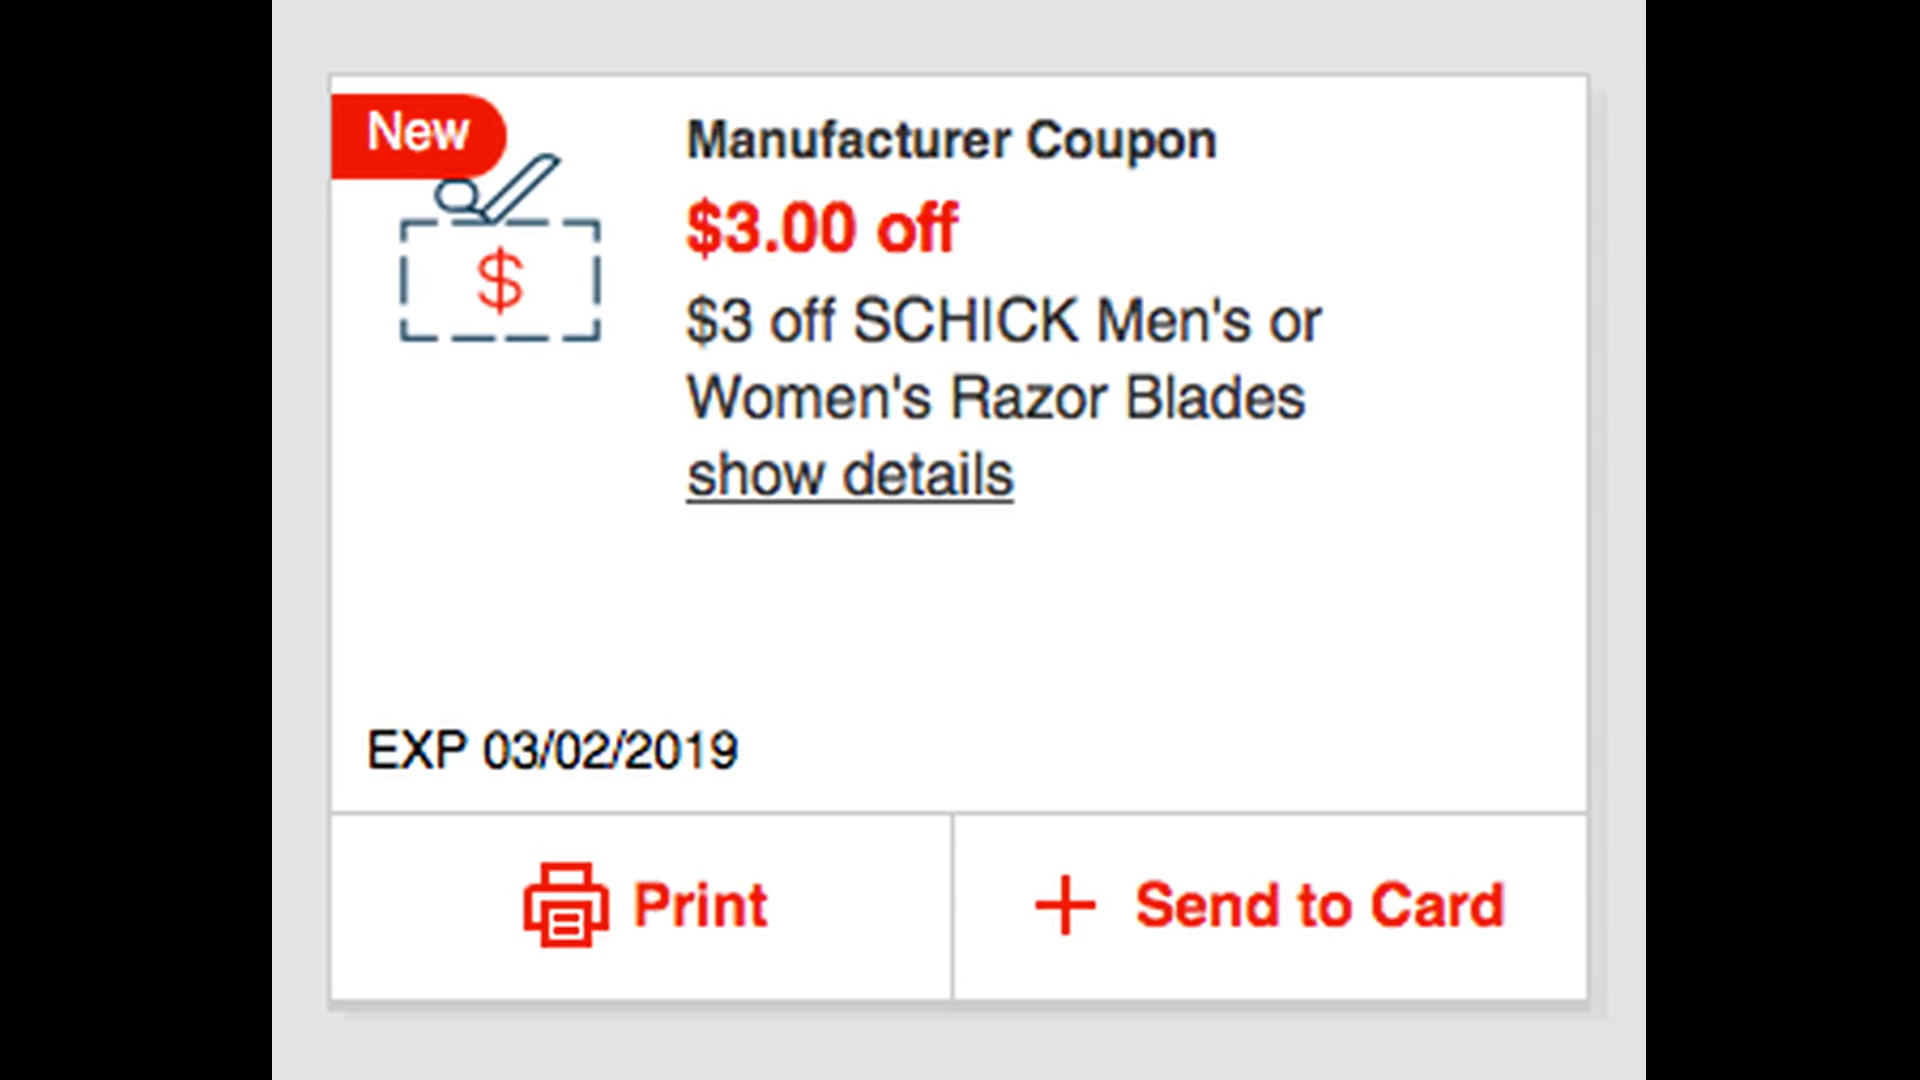 New
Manufacturer Coupon
$3.00 off
$
$3 off SCHICK Men's or
Women's Razor Blades
show details
EXP 03/02/2019
Print
+ Send to Card